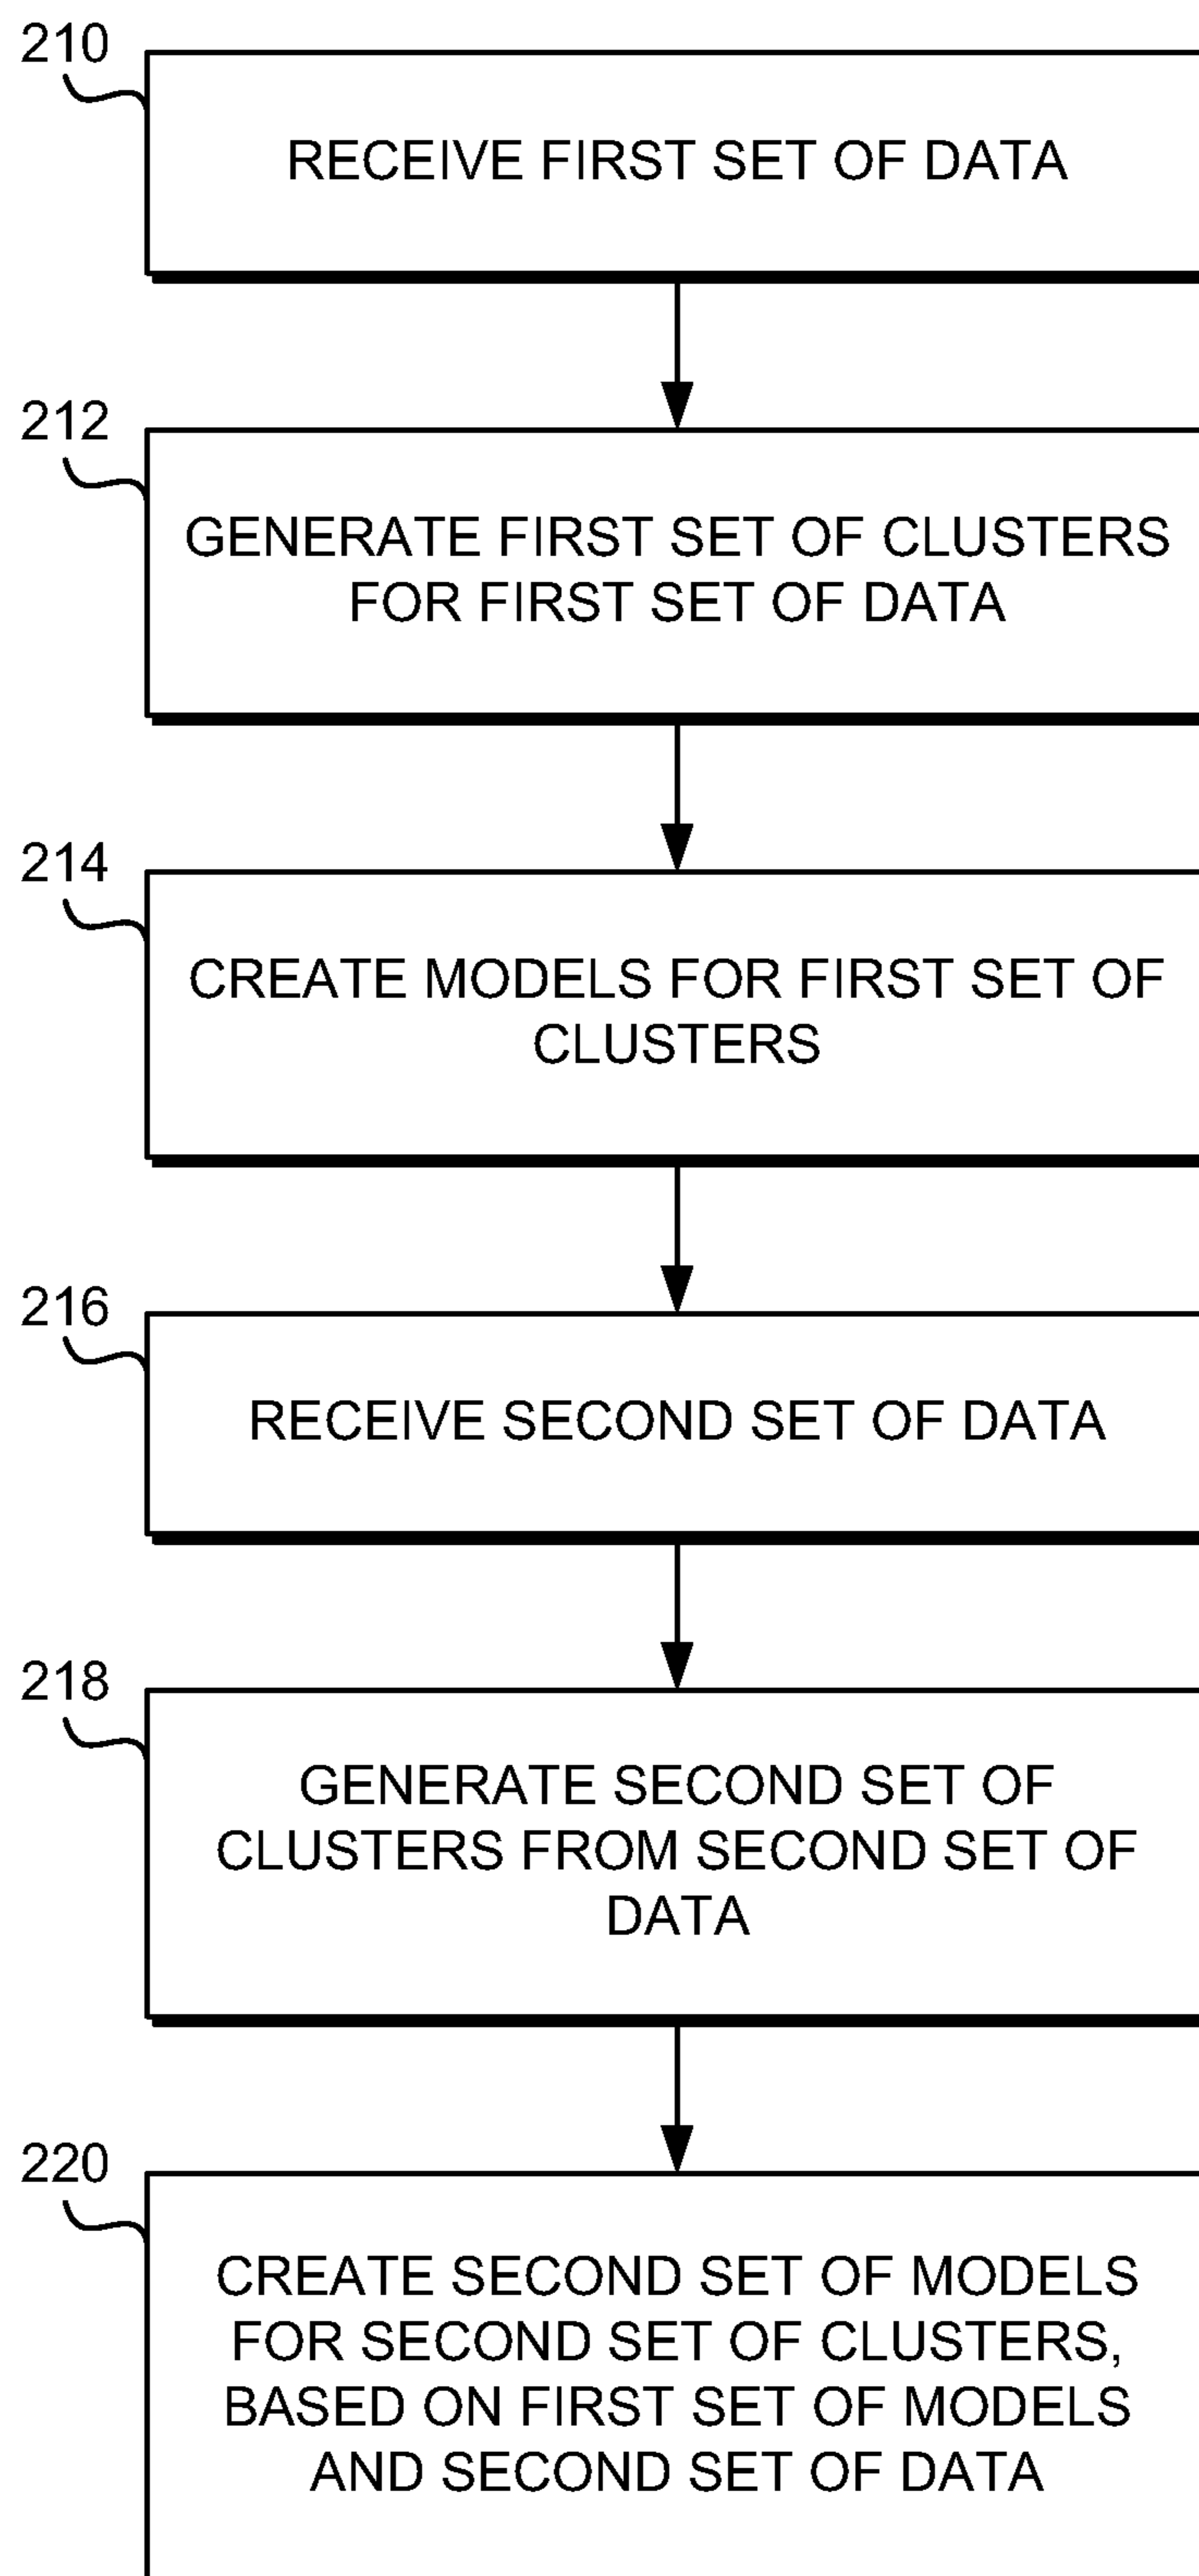 210
RECEIVE FIRST SET OF DATA
212
GENERATE FIRST SET OF CLUSTERS
FOR FIRST SET OF DATA
214
CREATE MODELS FOR FIRST SET OF
CLUSTERS
216
RECEIVE SECOND SET OF DATA
218
GENERATE SECOND SET OF
CLUSTERS FROM SECOND SET OF
DATA
220
CREATE SECOND SET OF MODELS
FOR SECOND SET OF CLUSTERS,
BASED ON FIRST SET OF MODELS
AND SECOND SET OF DATA